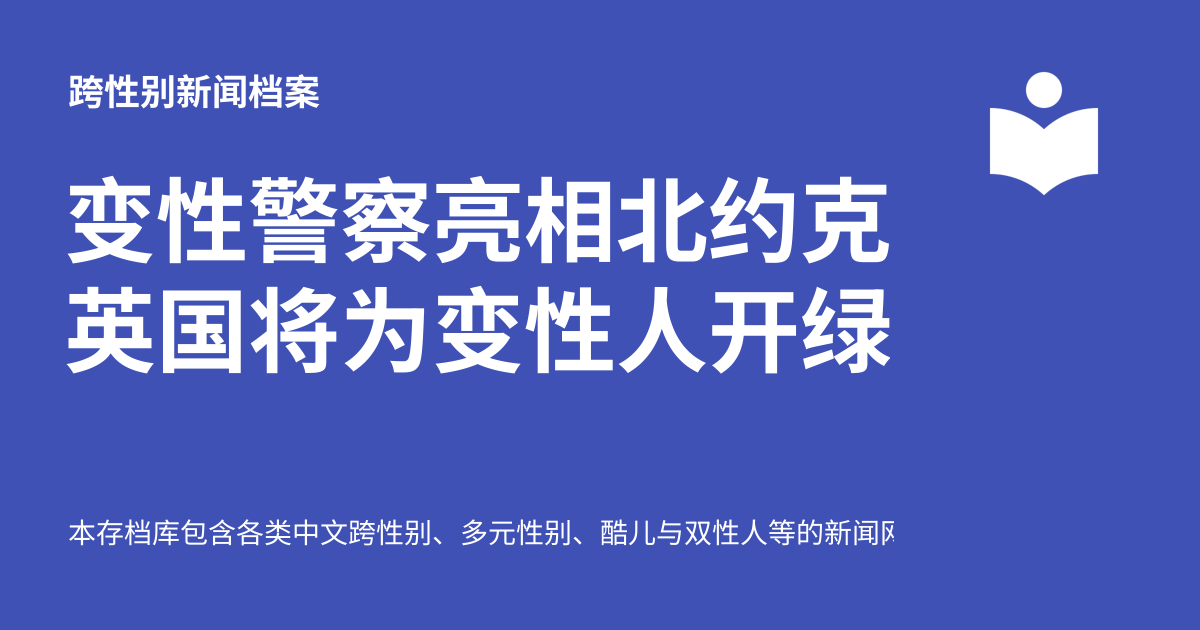 跨性别新闻档案
变性警察亮相北约克
英国将为变性人开绿
本存档库包含各类中文跨性别、多元性别、酷儿与双性人等的新闻网